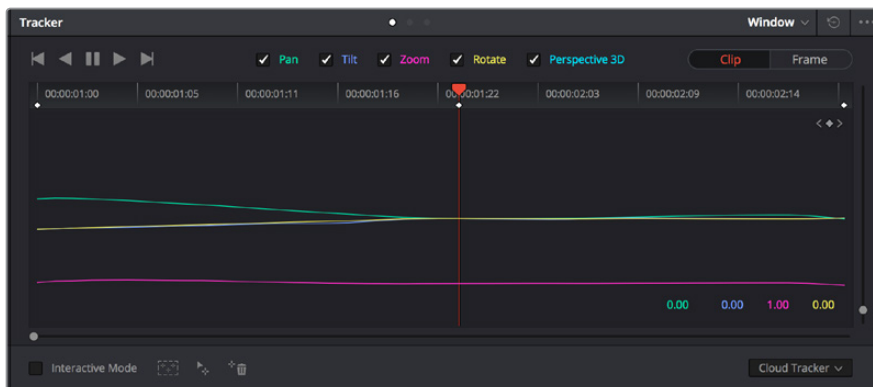 Tracker Window
Pan Tilt Zoom Rotate Perspective 3D Clip Frame
00:00:01:00 00:00:01:05 00:00:01:11 00:00:01:16 00:00:01:22 00:00:02:03 00:00:02:09 00:00:02:14
0.00 0.00 1.00 0.00
Interactive Mode Cloud Tracker